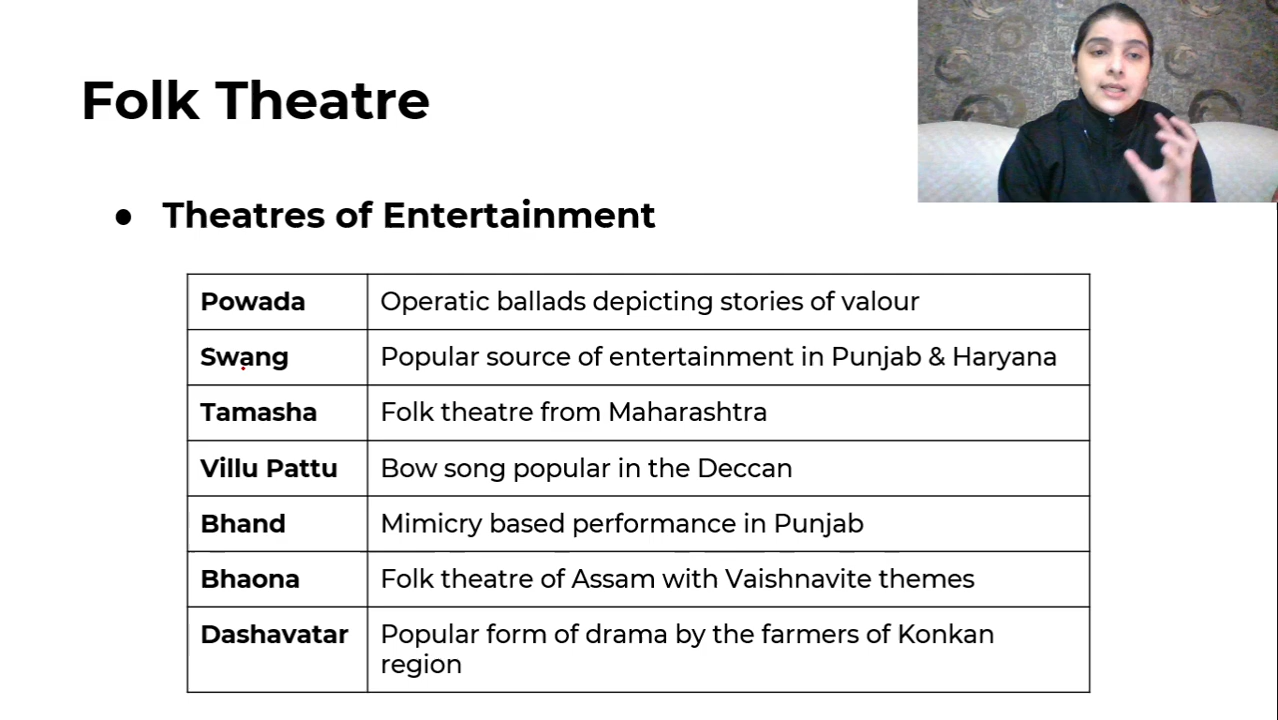 Folk Theatre
● Theatres of Entertainment
Powada Operatic ballads depicting stories of valour
Swang Popular source of entertainment in Punjab & Haryana
Tamasha Folk theatre from Maharashtra
Villu Pattu Bow song popular in the Deccan
Bhand Mimicry based performance in Punjab
Bhaona Folk theatre of Assam with Vaishnavite themes
Dashavatar Popular form of drama by the farmers of Konkan
region